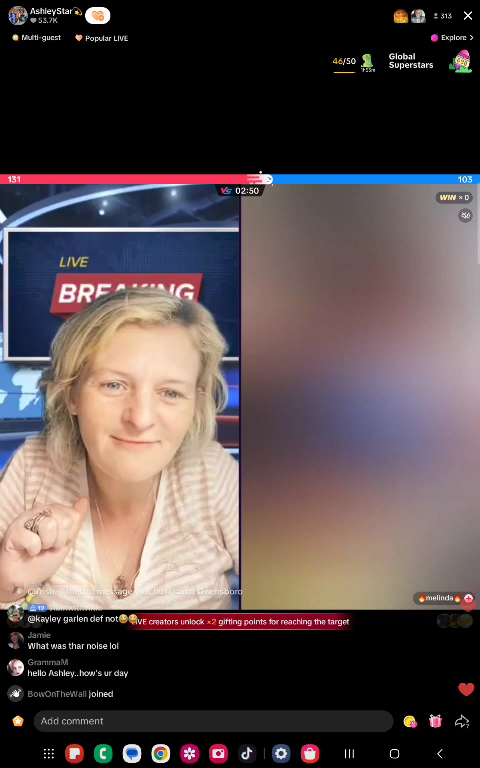 AshleyStar
53.7K
313
Multi-guest
Popular LIVE
Explore >
46/50
1h55m
Global
Superstars
131
103
VS 02:50
WIN × 0
LIVE
BREAKING
melinda
@kayley garlen def not
LIVE creators unlock ×2 gifting points for reaching the target
Jamie
What was thar noise lol
GrammaM
hello Ashley..how's ur day
BowOnTheWall joined
Add comment